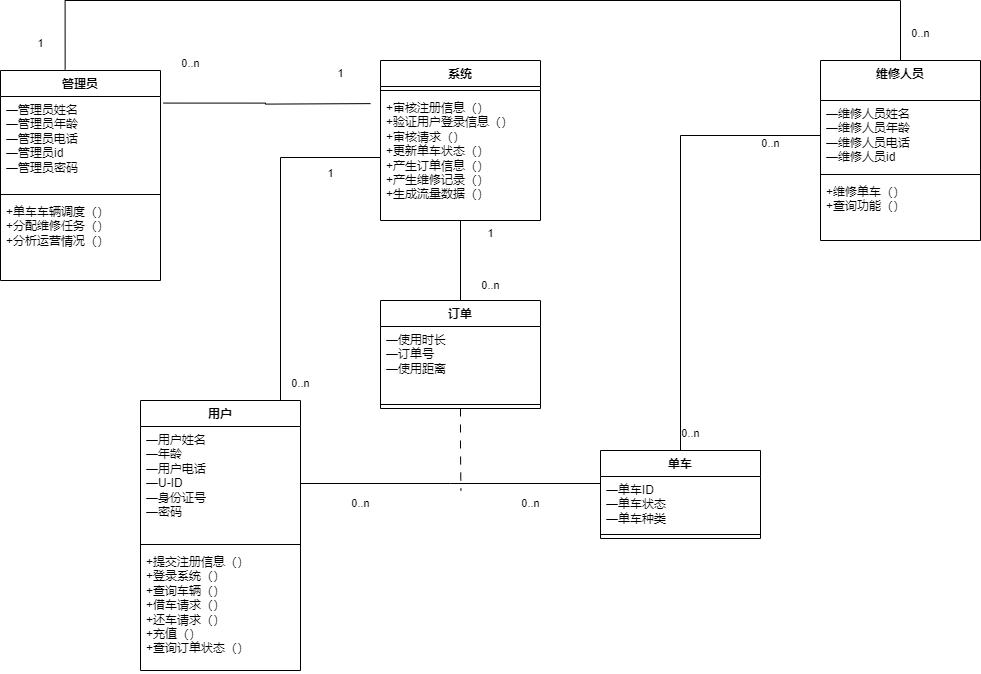 1
0..n
管理员
—管理员姓名
—管理员年龄
—管理员电话
—管理员id
—管理员密码
+单车车辆调度（）
+分配维修任务（）
+分析运营情况（）
0..n
1
系统
+审核注册信息（）
+验证用户登录信息（）
+审核请求（）
+更新单车状态（）
+产生订单信息（）
+产生维修记录（）
+生成流量数据（）
维修人员
—维修人员姓名
—维修人员年龄
—维修人员电话
—维修人员id
+维修单车（）
+查询功能（）
0..n
1
1
0..n
订单
—使用时长
—订单号
—使用距离
0..n
用户
—用户姓名
—年龄
—用户电话
—U-ID
—身份证号
—密码
+提交注册信息（）
+登录系统（）
+查询车辆（）
+借车请求（）
+还车请求（）
+充值（）
+查询订单状态（）
0..n
0..n
0..n
单车
—单车ID
—单车状态
—单车种类